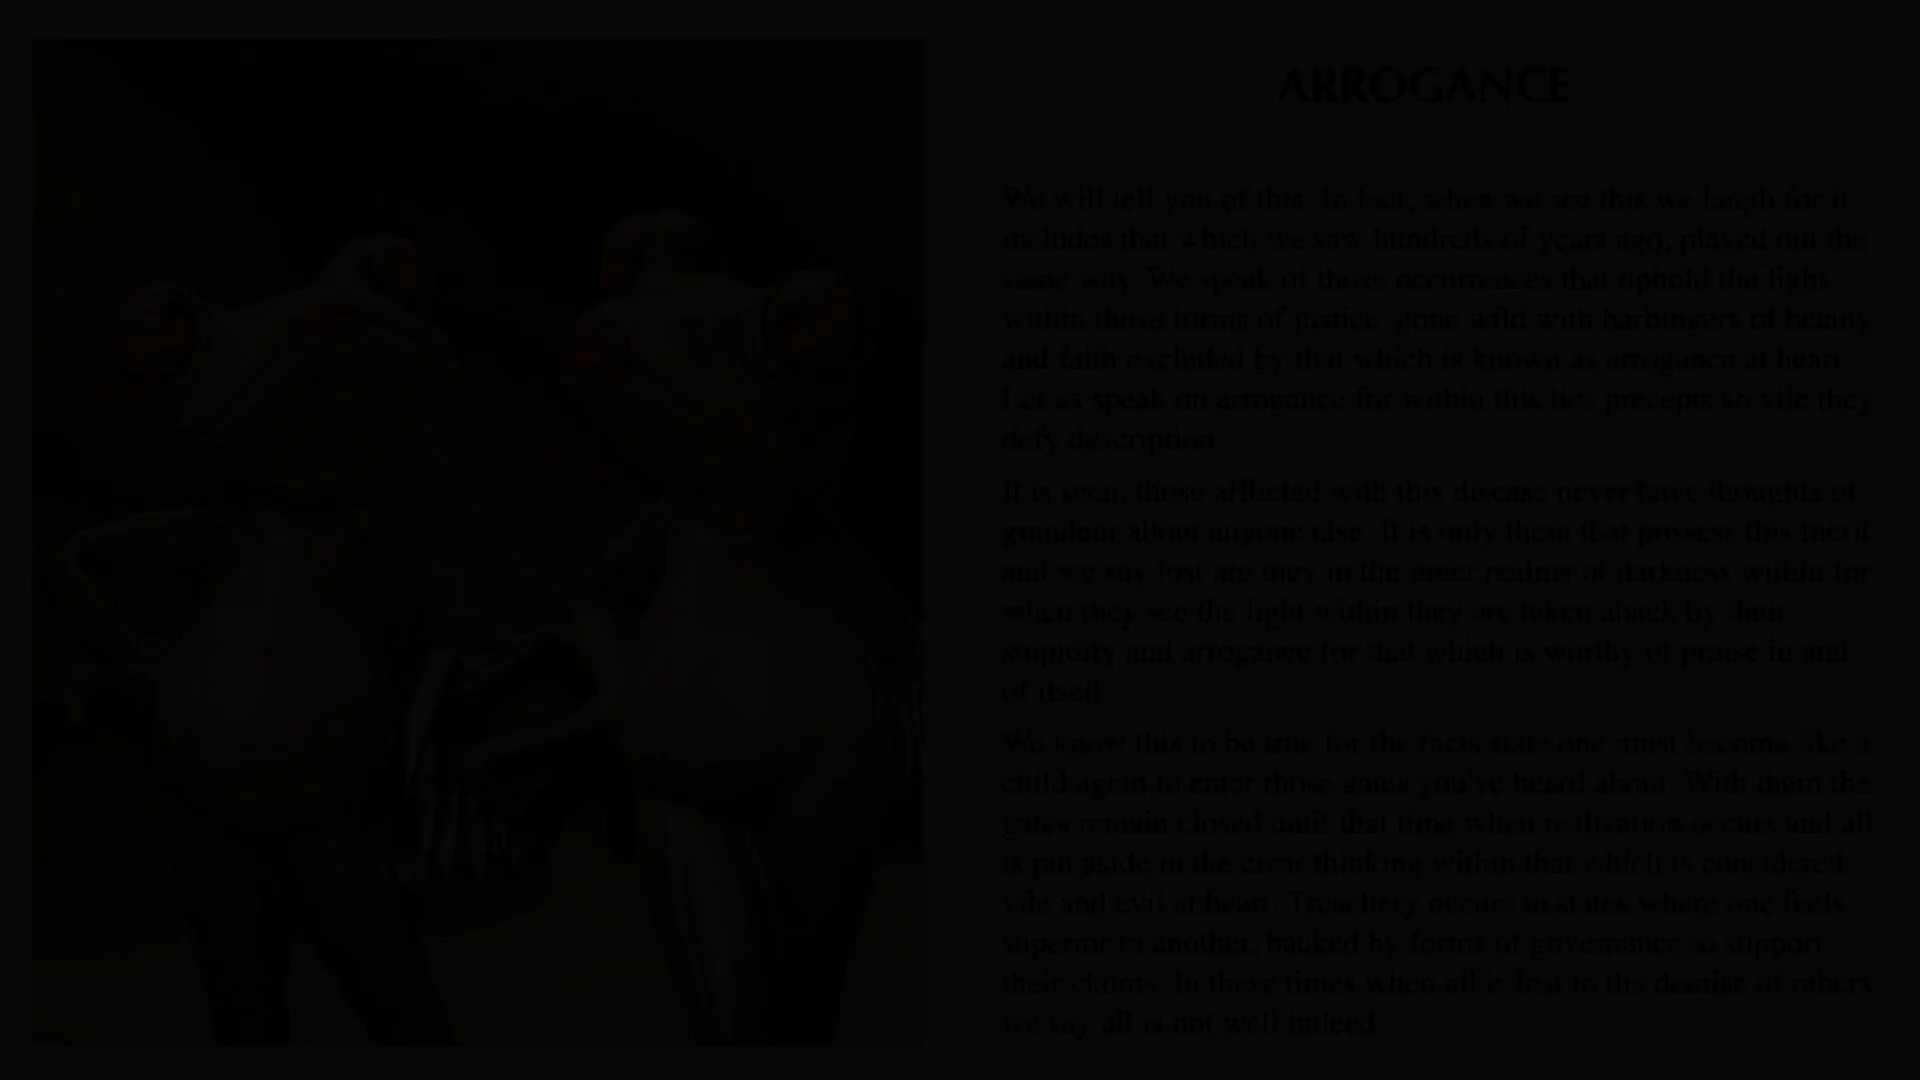 ARROGANCE
We will tell you of this. In fact, when we see this we laugh for it
includes that which we saw hundreds of years ago, played out the
same way. We speak of those occurrences that uphold the light
within those forms of justice, gone wild with harbingers of beauty
and faith excluded by that which is known as arrogance at heart.
Let us speak on arrogance for within this lies precepts so vile they
defy description.
It is seen, those afflicted with this disease never have thoughts of
grandeur about anyone else. It is only them that possess this merit
and we say lost are they in the inner realms of darkness within for
when they see the light within they are taken aback by their
stupidity and arrogance for that which is worthy of praise in and
of itself.
We know this to be true for the facts state one must become like a
child again to enter those gates you've heard about. With them the
gates remain closed until that time when realization occurs and all
is put aside in the error thinking within that which is considered
vile and evil at heart. Treachery occurs in states where one feels
superior to another, backed by forms of governance to support
their claims. In these times when all is lost to the demise of others
we say all is not well indeed.